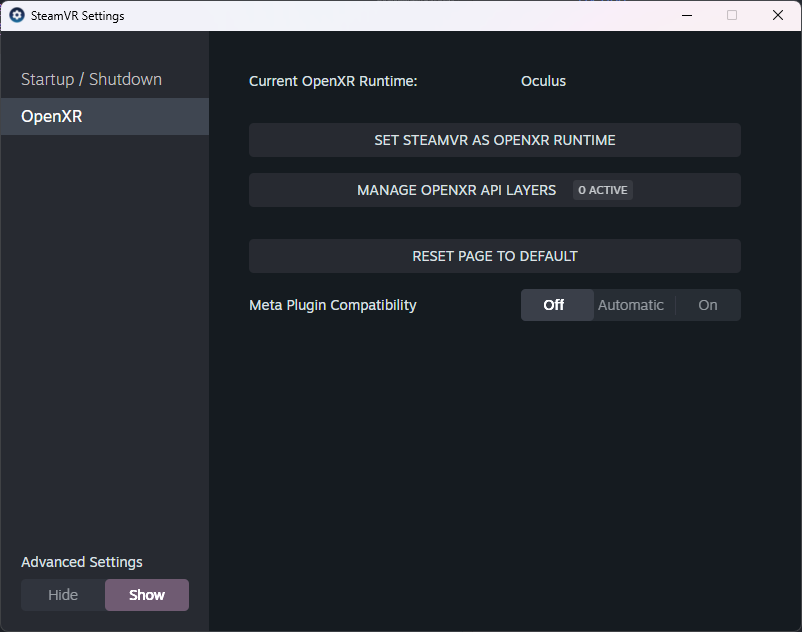 SteamVR Settings
Startup / Shutdown
OpenXR
Current OpenXR Runtime: Oculus
SET STEAMVR AS OPENXR RUNTIME
MANAGE OPENXR API LAYERS 0 ACTIVE
RESET PAGE TO DEFAULT
Meta Plugin Compatibility Off Automatic On
Advanced Settings
Hide Show